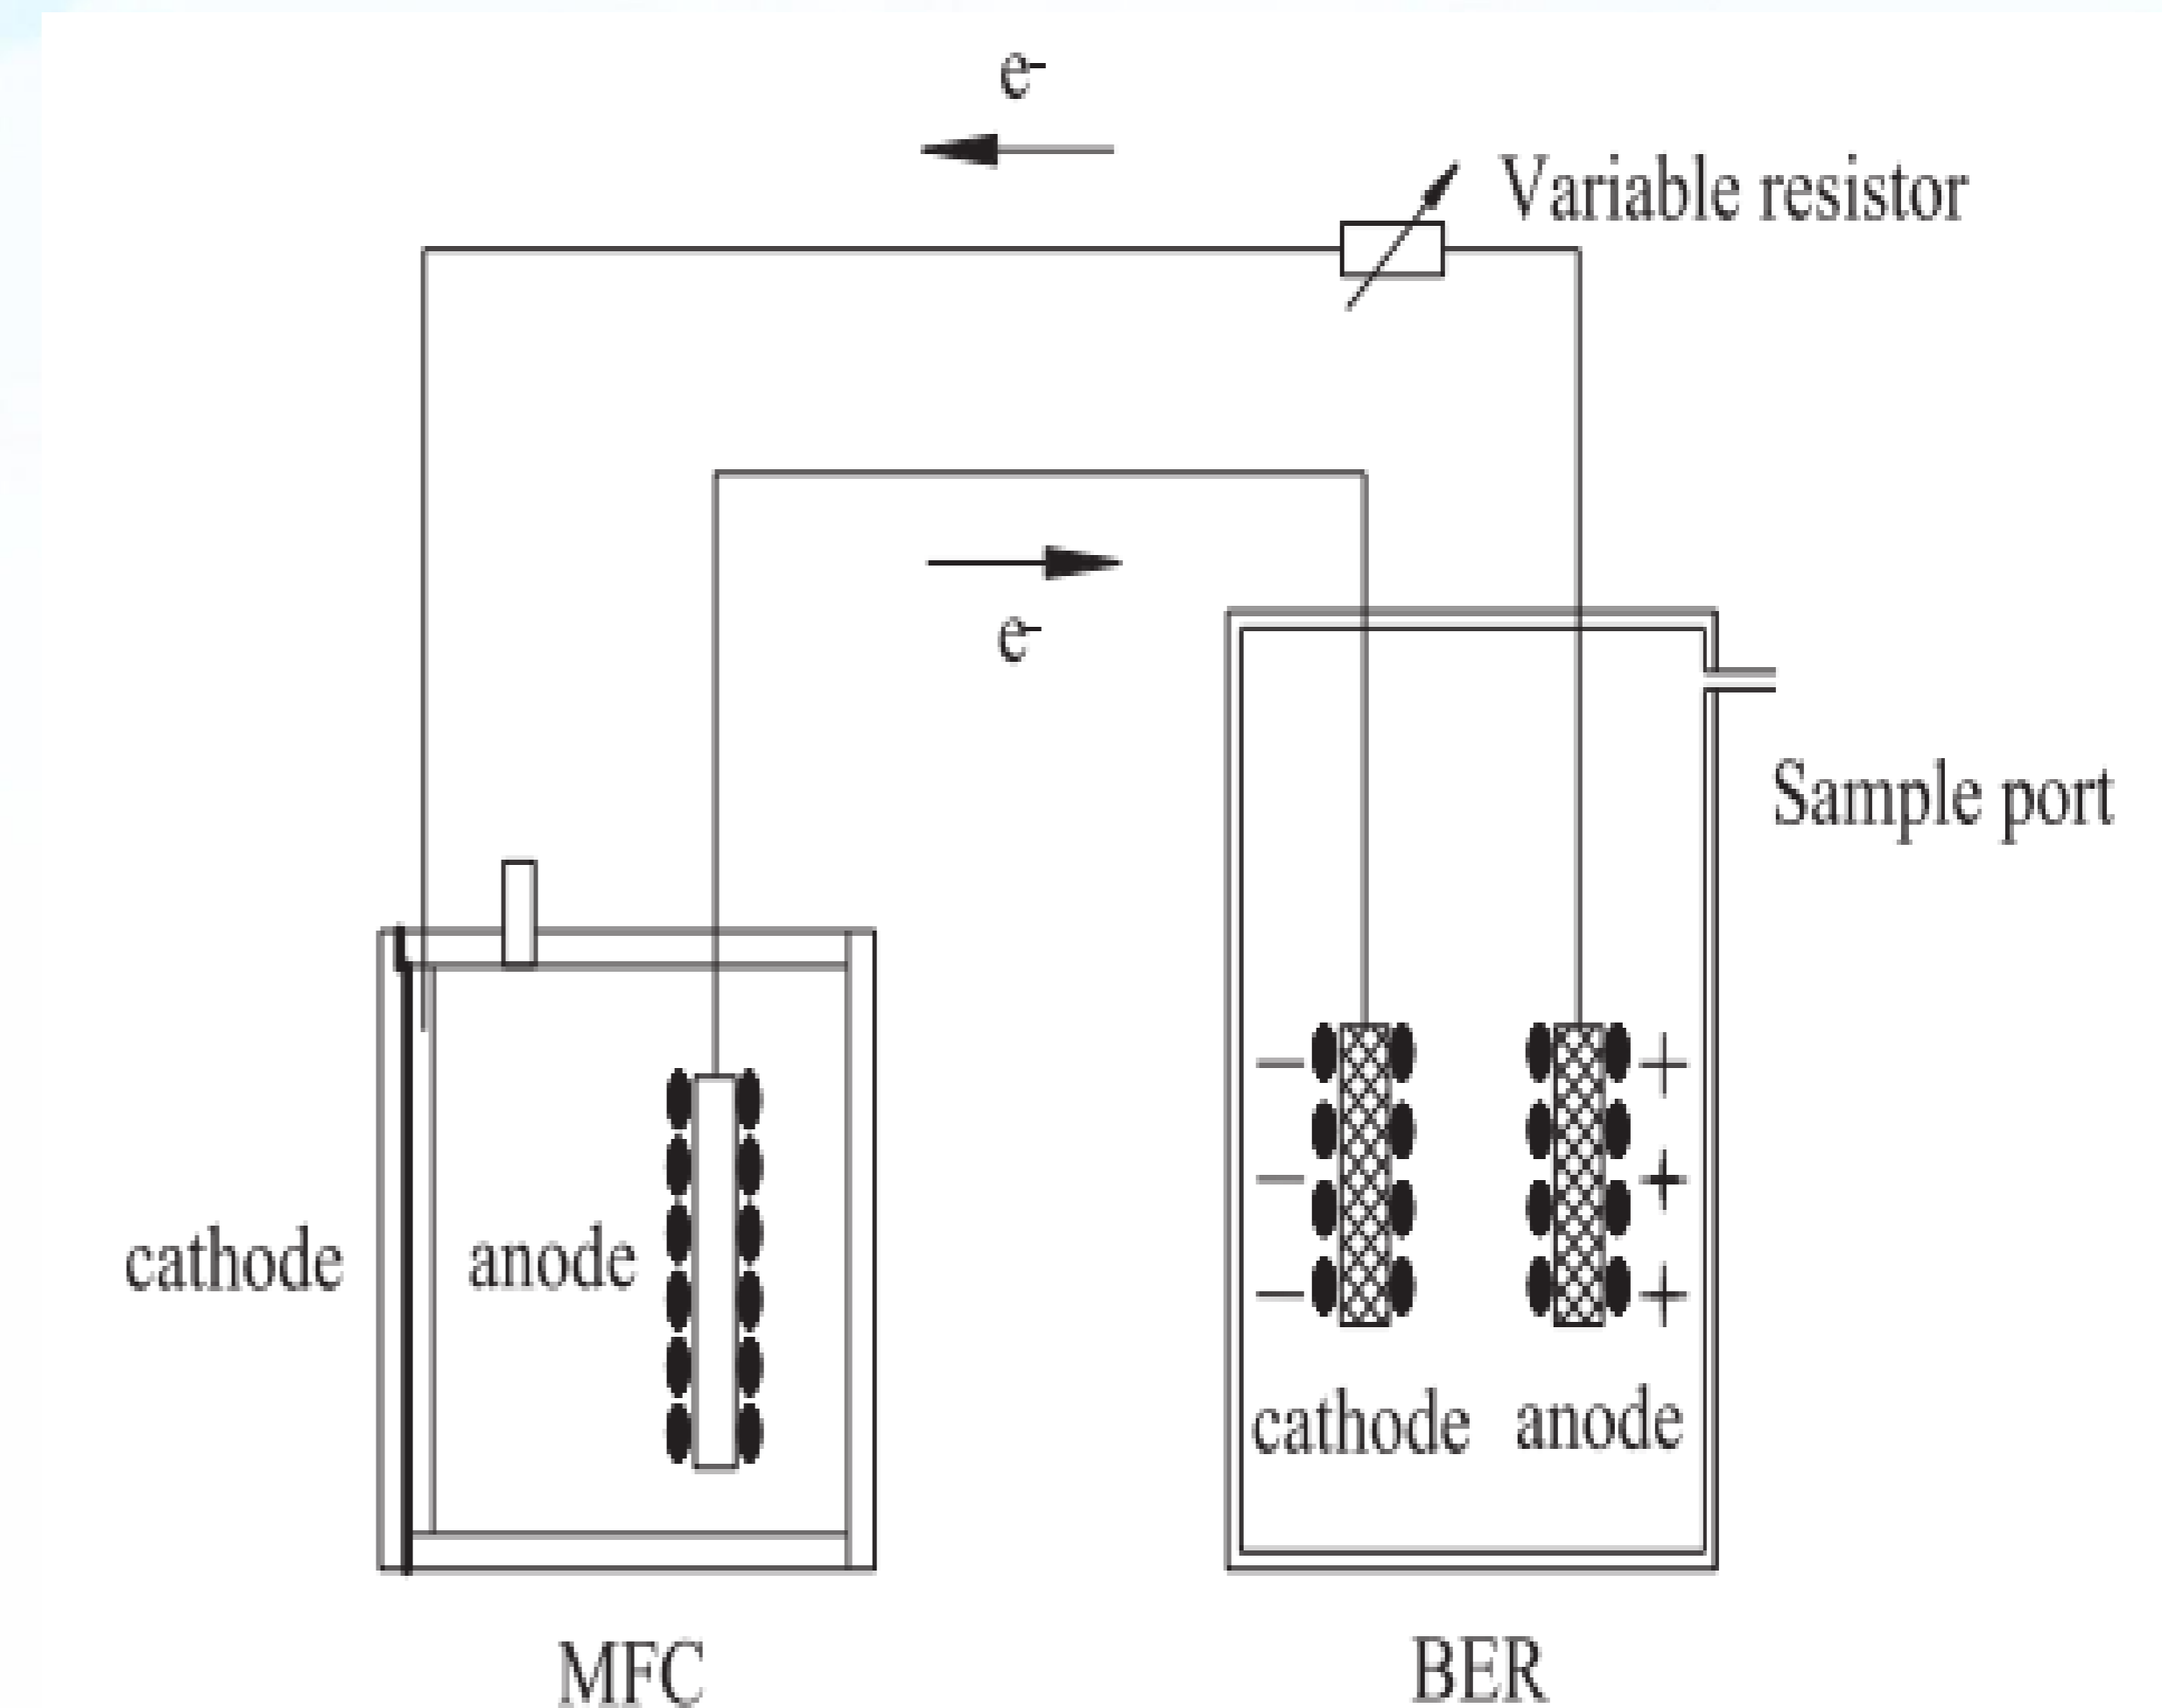 e-
Variable resistor
e-
Sample port
cathode
anode
cathode
anode
MFC
BER